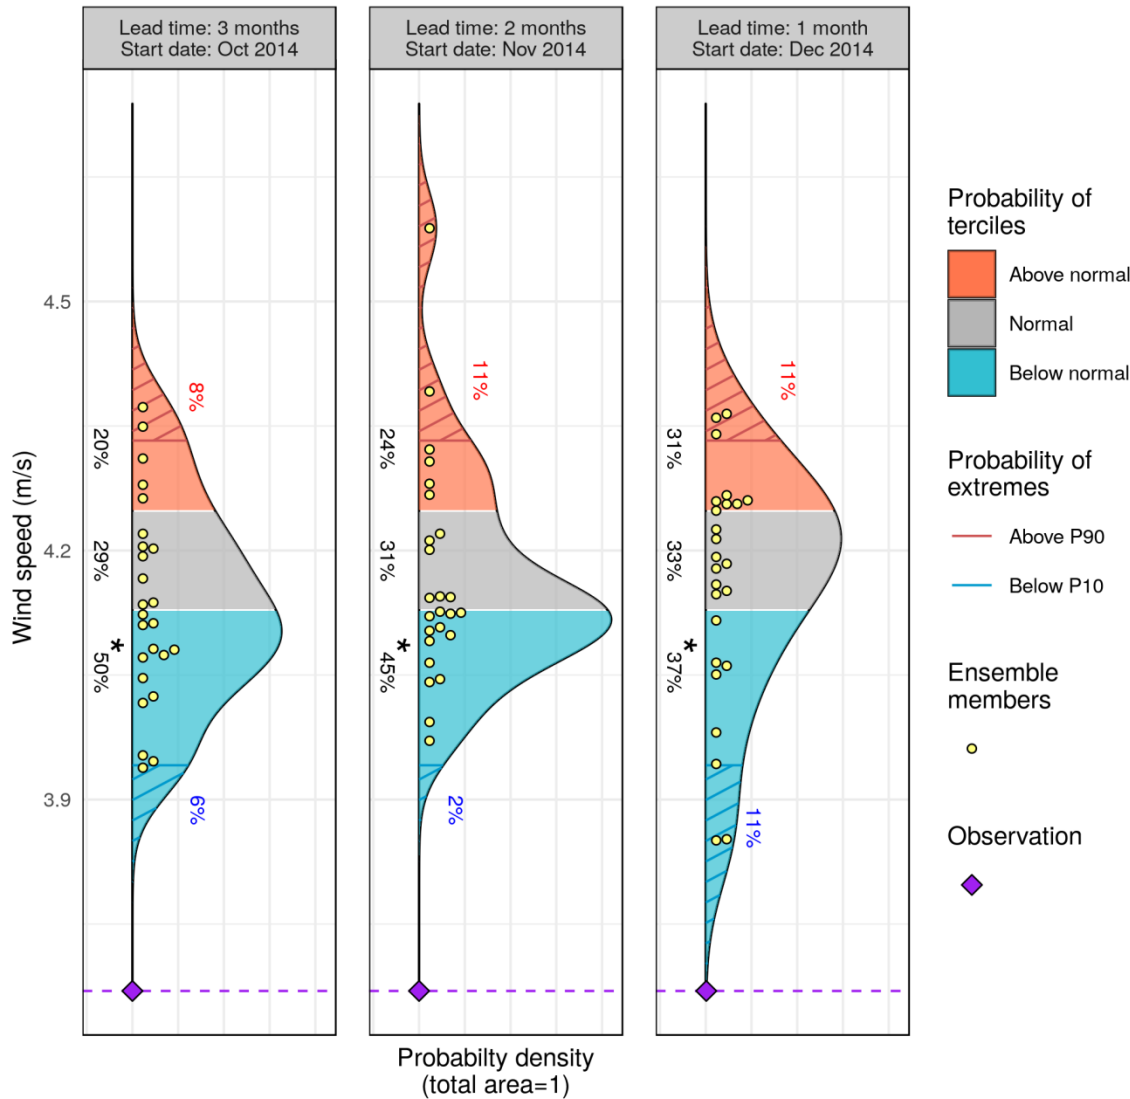 Lead time: 3 months
Start date: Oct 2014
Lead time: 2 months
Start date: Nov 2014
Lead time: 1 month
Start date: Dec 2014
Wind speed (m/s)
4.5
4.2
3.9
8%
20%
29%
*
50%
6%
11%
24%
31%
*
45%
2%
11%
31%
33%
*
37%
11%
Probabilty density
(total area=1)
Probability of
terciles
Above normal
Normal
Below normal
Probability of
extremes
Above P90
Below P10
Ensemble
members
Observation